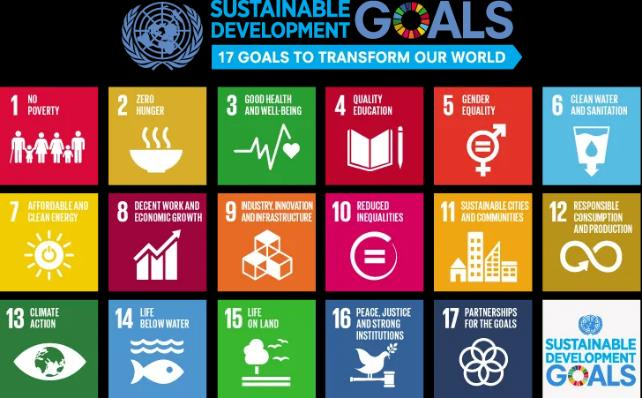 SUSTAINABLE
DEVELOPMENT
GOALS
17 GOALS TO TRANSFORM OUR WORLD
1 NO
POVERTY
2 ZERO
HUNGER
3 GOOD HEALTH
AND WELL-BEING
4 QUALITY
EDUCATION
5 GENDER
EQUALITY
6 CLEAN WATER
AND SANITATION
7 AFFORDABLE AND
CLEAN ENERGY
8 DECENT WORK AND
ECONOMIC GROWTH
9 INDUSTRY, INNOVATION
AND INFRASTRUCTURE
10 REDUCED
INEQUALITIES
11 SUSTAINABLE CITIES
AND COMMUNITIES
12 RESPONSIBLE
CONSUMPTION
AND PRODUCTION
13 CLIMATE
ACTION
14 LIFE
BELOW WATER
15 LIFE
ON LAND
16 PEACE, JUSTICE
AND STRONG
INSTITUTIONS
17 PARTNERSHIPS
FOR THE GOALS
SUSTAINABLE
DEVELOPMENT
GOALS